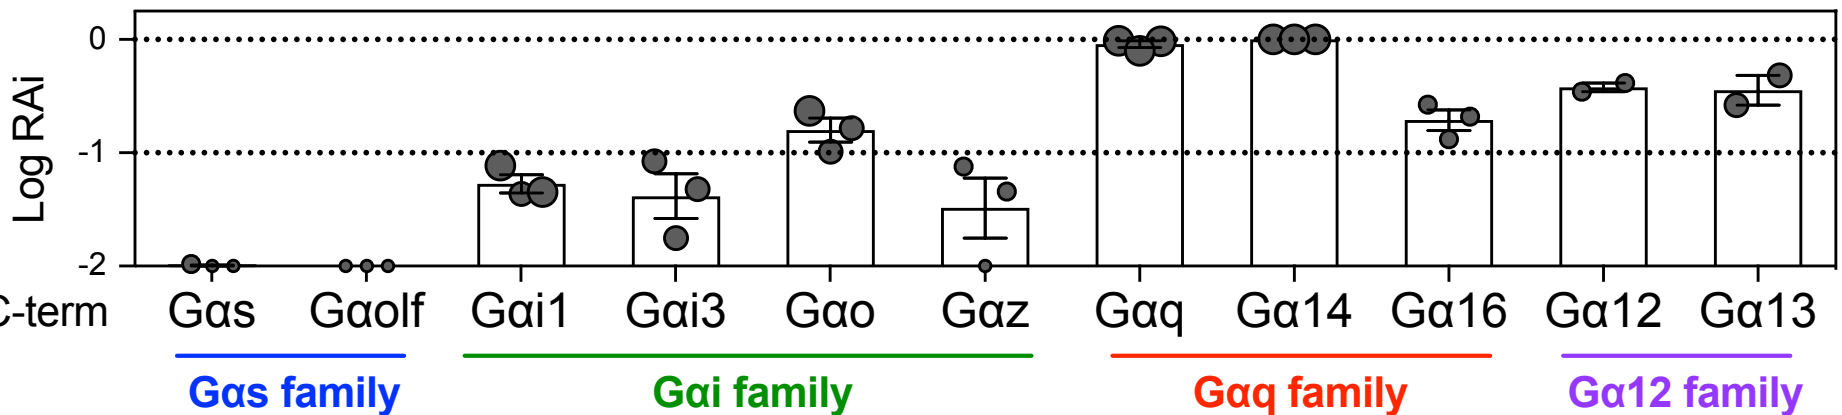 0
Log RAi
-1
-2
C-term Gαs Gαolf Gαi1 Gαi3 Gαo Gαz Gαq Gα14 Gα16 Gα12 Gα13
Gαs family Gαi family Gαq family Gα12 family